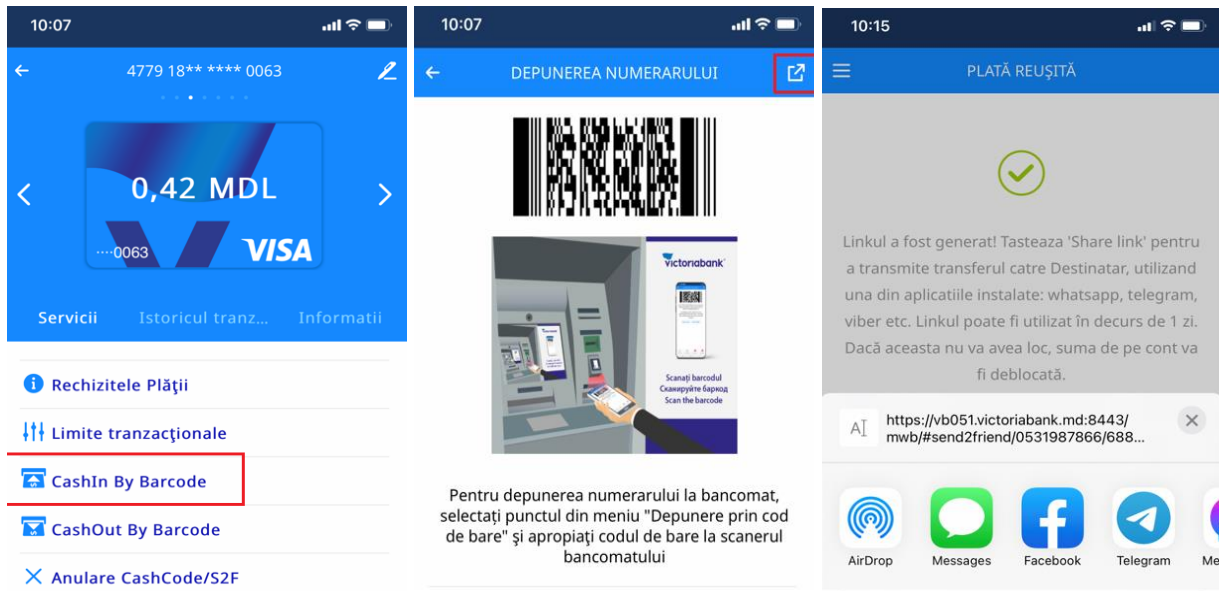 10:07
4779 18** **** 0063
0,42 MDL
····0063
VISA
Servicii
Istoricul tranz...
Informatii
Rechizitele Plăţii
Limite tranzacţionale
CashIn By Barcode
CashOut By Barcode
Anulare CashCode/S2F
10:07
DEPUNEREA NUMERARULUI
victoriabank
Scanați barcodul
Сканируйте баркод
Scan the barcode
Pentru depunerea numerarului la bancomat,
selectați punctul din meniu "Depunere prin cod
de bare" şi apropiaţi codul de bare la scanerul
bancomatului
10:15
PLATĂ REUŞITĂ
Linkul a fost generat! Tasteaza 'Share link' pentru
a transmite transferul catre Destinatar, utilizand
una din aplicatiile instalate: whatsapp, telegram,
viber etc. Linkul poate fi utilizat în decurs de 1 zi.
Dacă aceasta nu va avea loc, suma de pe cont va
fi deblocată.
https://vb051.victoriabank.md:8443/
mwb/#send2friend/0531987866/688...
AirDrop
Messages
Facebook
Telegram
Me